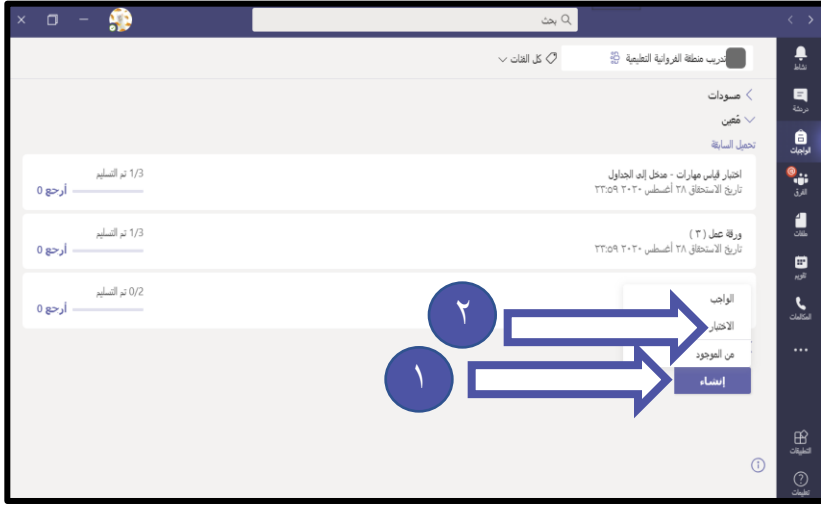 بحث
تدريب منطقة الفروانية التعليمية
كل الفئات
مسودات
مُعين
تحميل السابقة
اختبار قياس مهارات - مدخل إلى الجداول
تاريخ الاستحقاق ٢٨ أغسطس ٢٠٢٠ ٢٣:٥٩
1/3 تم التسليم
أرجع 0
ورقة عمل ( ٣ )
تاريخ الاستحقاق ٢٨ أغسطس ٢٠٢٠ ٢٣:٥٩
1/3 تم التسليم
أرجع 0
0/2 تم التسليم
أرجع 0
الواجب
الاختبار
من الموجود
إنشاء
٢
١
نشاط
دردشة
الواجبات
الفرق
ملفات
تقويم
المكالمات
التطبيقات
تعليمات